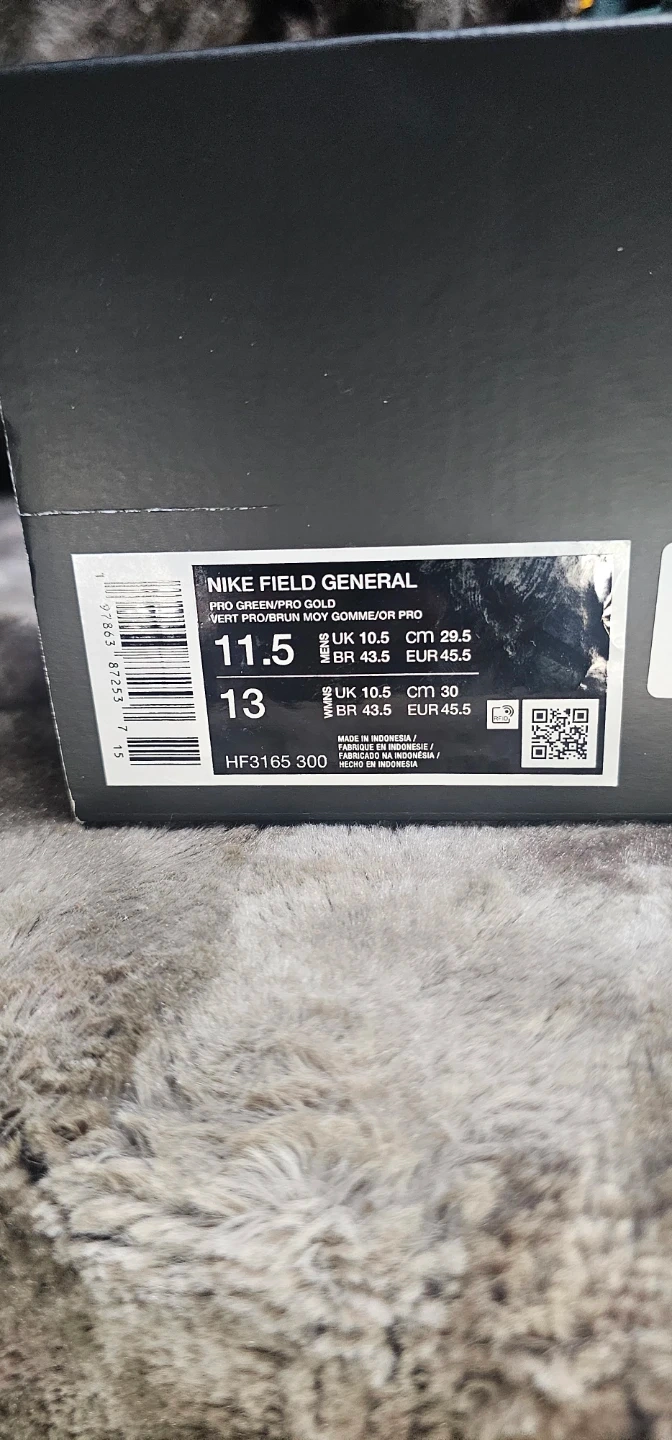 NIKE FIELD GENERAL
PRO GREEN/PRO GOLD
VERT PRO/BRUN MOY GOMME/OR PRO
11.5 MENS UK 10.5 cm 29.5
BR 43.5 EUR 45.5
13 WMNS UK 10.5 cm 30
BR 43.5 EUR 45.5
RFID
HF3165 300
MADE IN INDONESIA /
FABRIQUE EN INDONESIE /
FABRICADO NA INDONÉSIA /
HECHO EN INDONESIA
1 97863 87253 7 15